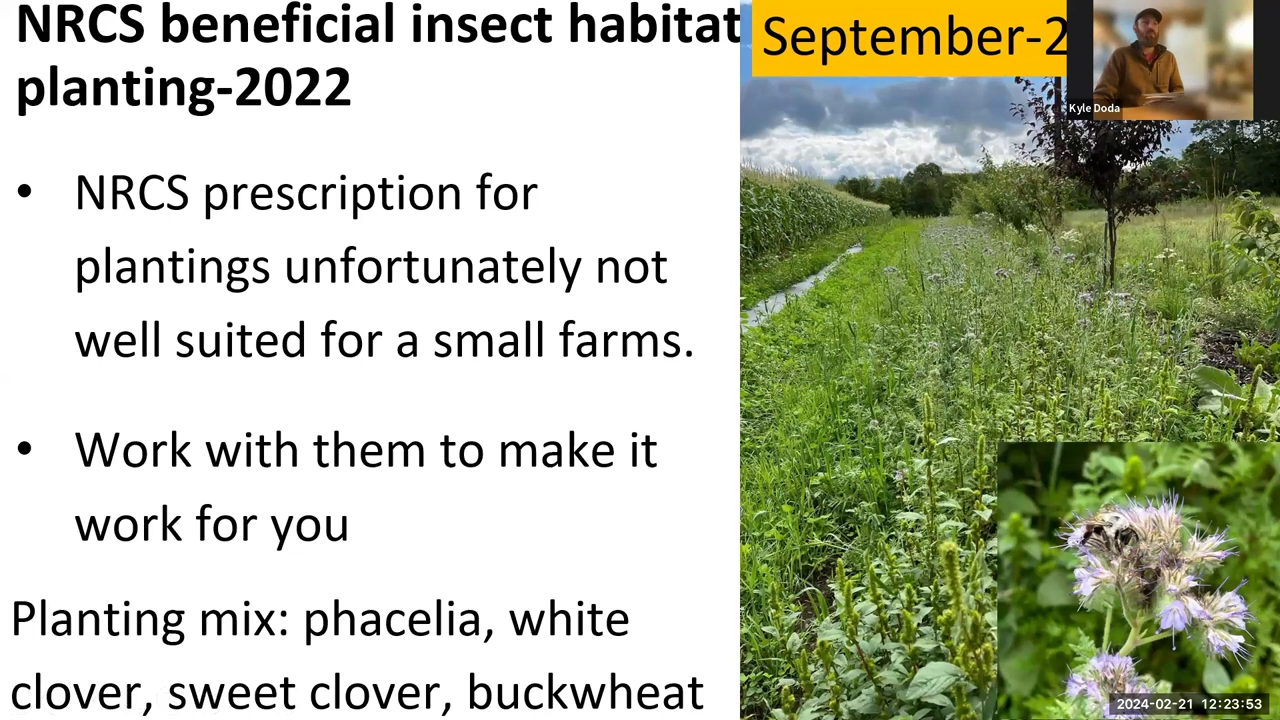 NRCS beneficial insect habitat
planting-2022
September-2
Kyle Doda
• NRCS prescription for
plantings unfortunately not
well suited for a small farms.
• Work with them to make it
work for you
Planting mix: phacelia, white
clover, sweet clover, buckwheat
2024-02-21 12:23:53